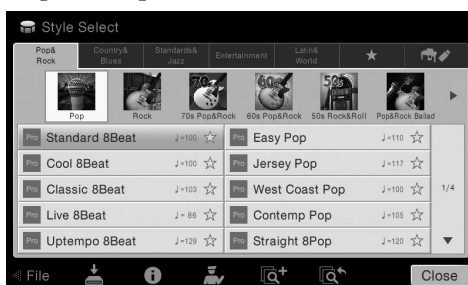 Style Select
Pop& Rock
Country& Blues
Standards& Jazz
Entertainment
Latin& World
Pop
Rock
70s Pop&Rock
60s Pop&Rock
50s Rock&Roll
Pop&Rock Ballad
Pro Standard 8Beat ♩=100 ☆
Pro Easy Pop ♩=110 ☆
Pro Cool 8Beat ♩=100 ☆
Pro Jersey Pop ♩=117 ☆
Pro Classic 8Beat ♩=103 ☆
Pro West Coast Pop ♩=100 ☆
1/4
Pro Live 8Beat ♩= 86 ☆
Pro Contemp Pop ♩=105 ☆
Pro Uptempo 8Beat ♩=129 ☆
Pro Straight 8Pop ♩=120 ☆
File
Close